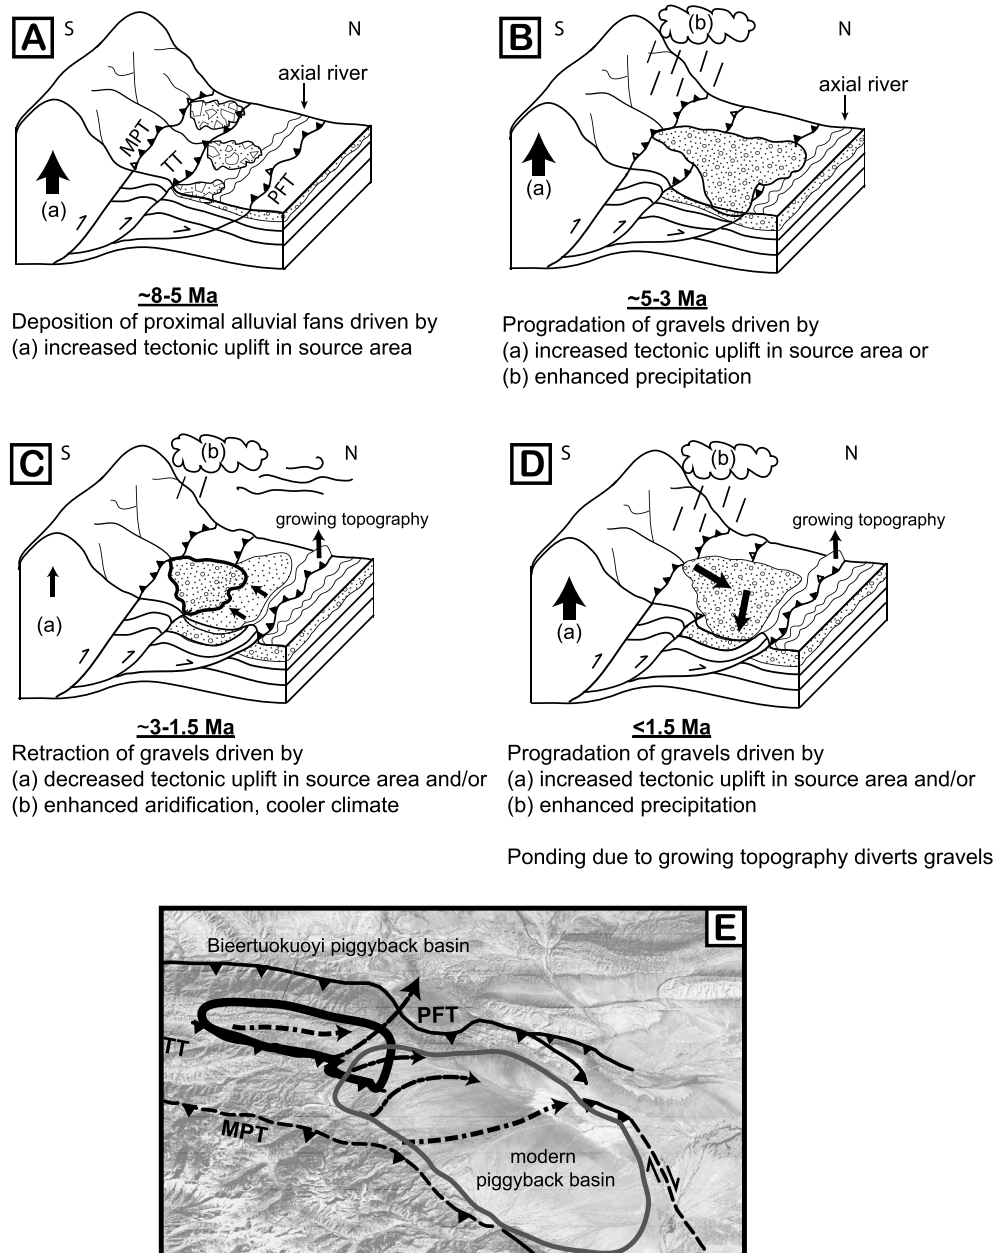 A
S
N
axial river
MPT
TT
PFT
(a)
~8-5 Ma
Deposition of proximal alluvial fans driven by
(a) increased tectonic uplift in source area
B
S
(b)
N
axial river
(a)
~5-3 Ma
Progradation of gravels driven by
(a) increased tectonic uplift in source area or
(b) enhanced precipitation
C
S
(b)
N
growing topography
(a)
~3-1.5 Ma
Retraction of gravels driven by
(a) decreased tectonic uplift in source area and/or
(b) enhanced aridification, cooler climate
D
S
(b)
N
growing topography
(a)
<1.5 Ma
Progradation of gravels driven by
(a) increased tectonic uplift in source area and/or
(b) enhanced precipitation
Ponding due to growing topography diverts gravels
E
Bieertuokuoyi piggyback basin
PFT
TT
MPT
modern
piggyback basin